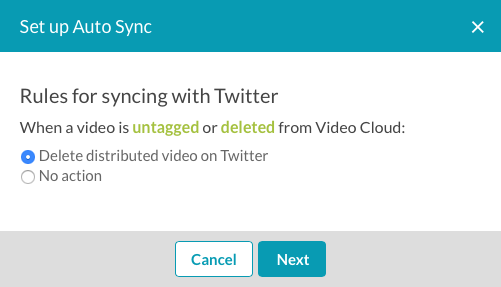 Set up Auto Sync
Rules for syncing with Twitter
When a video is untagged or deleted from Video Cloud:
Delete distributed video on Twitter
No action
Cancel Next